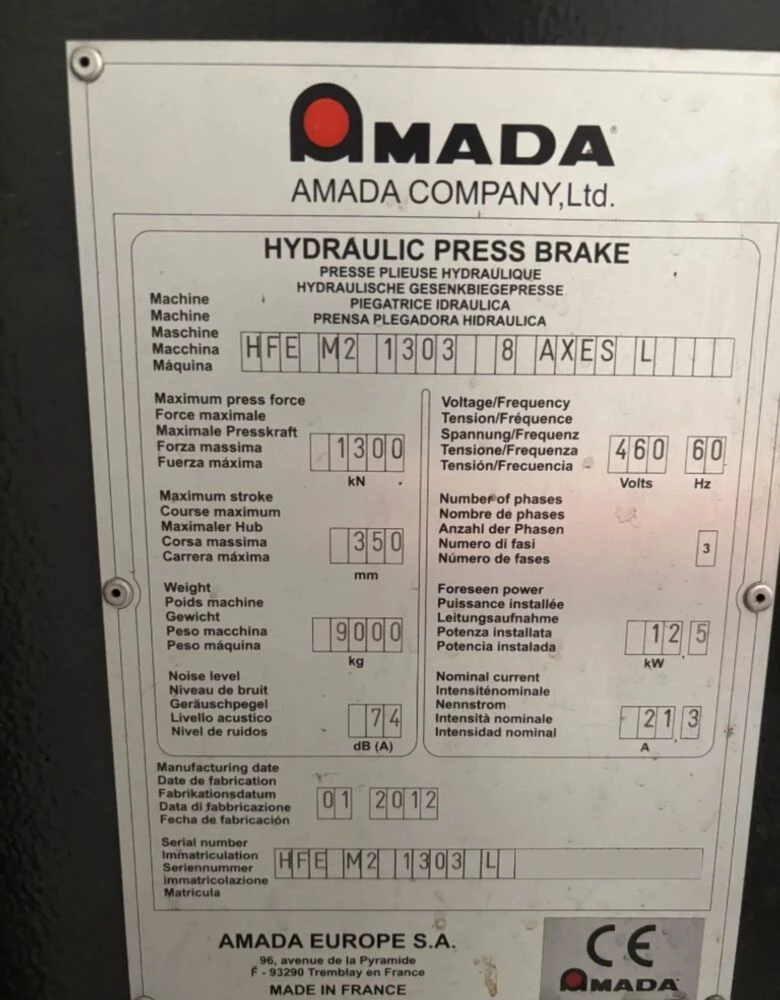 AMADA
AMADA COMPANY,Ltd.
HYDRAULIC PRESS BRAKE
PRESSE PLIEUSE HYDRAULIQUE
HYDRAULISCHE GESENKBIEGEPRESSE
PIEGATRICE IDRAULICA
PRENSA PLEGADORA HIDRAULICA
Machine
Machine
Maschine
Macchina
Máquina
HFE M2 1303 8 AXES L
Maximum press force
Force maximale
Maximale Presskraft
Forza massima
Fuerza máxima
1300
kN
Maximum stroke
Course maximum
Maximaler Hub
Corsa massima
Carrera máxima
350
mm
Weight
Poids machine
Gewicht
Peso macchina
Peso máquina
9000
kg
Noise level
Niveau de bruit
Geräuschpegel
Livello acustico
Nivel de ruidos
74
dB (A)
Voltage/Frequency
Tension/Fréquence
Spannung/Frequenz
Tensione/Frequenza
Tensión/Frecuencia
460 60
Volts Hz
Number of phases
Nombre de phases
Anzahl der Phasen
Numero di fasi
Número de fases
3
Foreseen power
Puissance installée
Leitungsaufnahme
Potenza installata
Potencia instalada
12,5
kW
Nominal current
Intensiténominale
Nennstrom
Intensità nominale
Intensidad nominal
21,3
A
Manufacturing date
Date de fabrication
Fabrikationsdatum
Data di fabbricazione
Fecha de fabricación
01 2012
Serial number
Immatriculation
Seriennummer
immatricolazione
Matricula
HFE M2 1303 L
AMADA EUROPE S.A.
96, avenue de la Pyramide
F - 93290 Tremblay en France
MADE IN FRANCE
CE
AMADA